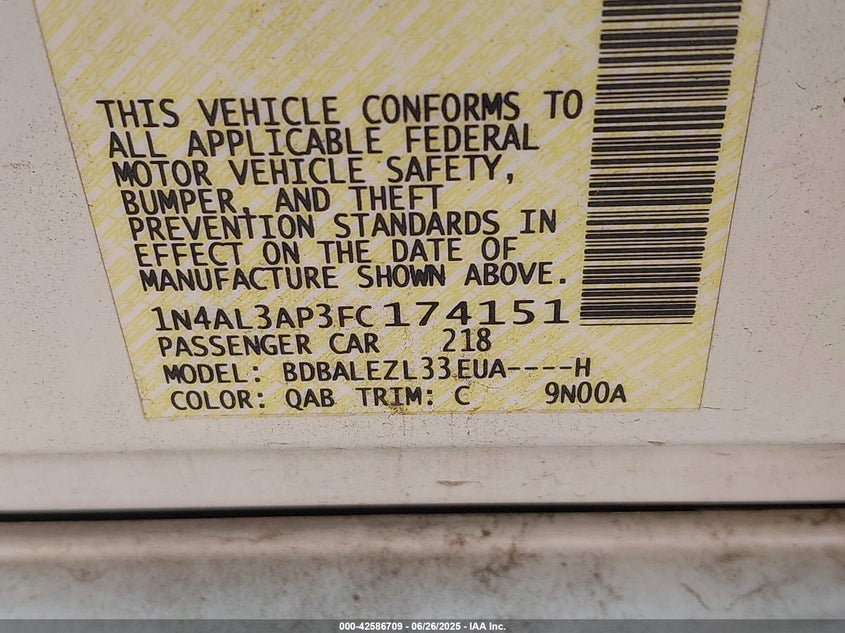 THIS VEHICLE CONFORMS TO
ALL APPLICABLE FEDERAL
MOTOR VEHICLE SAFETY,
BUMPER, AND THEFT
PREVENTION STANDARDS IN
EFFECT ON THE DATE OF
MANUFACTURE SHOWN ABOVE.
1N4AL3AP3FC174151
PASSENGER CAR 218
MODEL: BDBALEZL33EUA----H
COLOR: QAB TRIM: C 9N00A
000-42586709 - 06/26/2025 - IAA Inc.